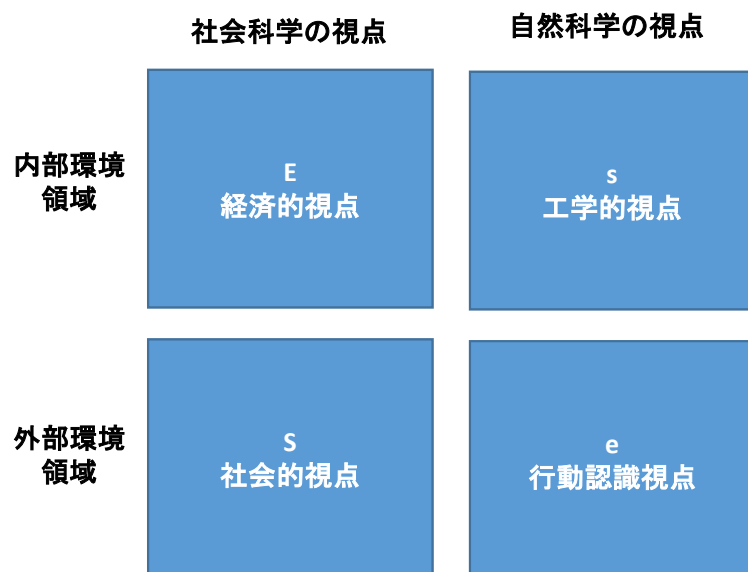 社会科学の視点
自然科学の視点
内部環境
領域
E
経済的視点
s
工学的視点
外部環境
領域
S
社会的視点
e
行動認識視点